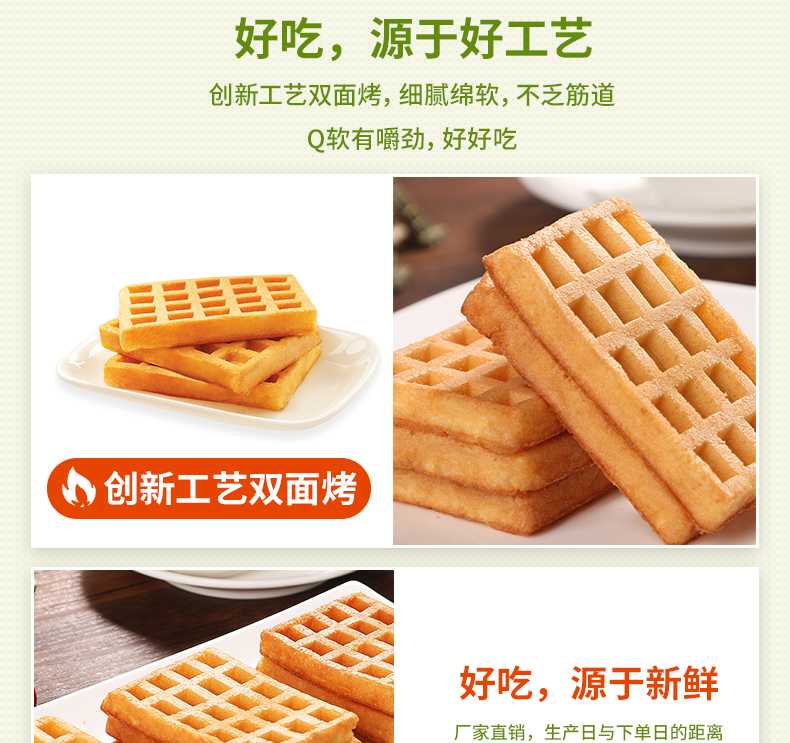 好吃，源于好工艺
创新工艺双面烤，细腻绵软，不乏筋道
Q软有嚼劲，好好吃
创新工艺双面烤
好吃，源于新鲜
厂家直销，生产日与下单日的距离